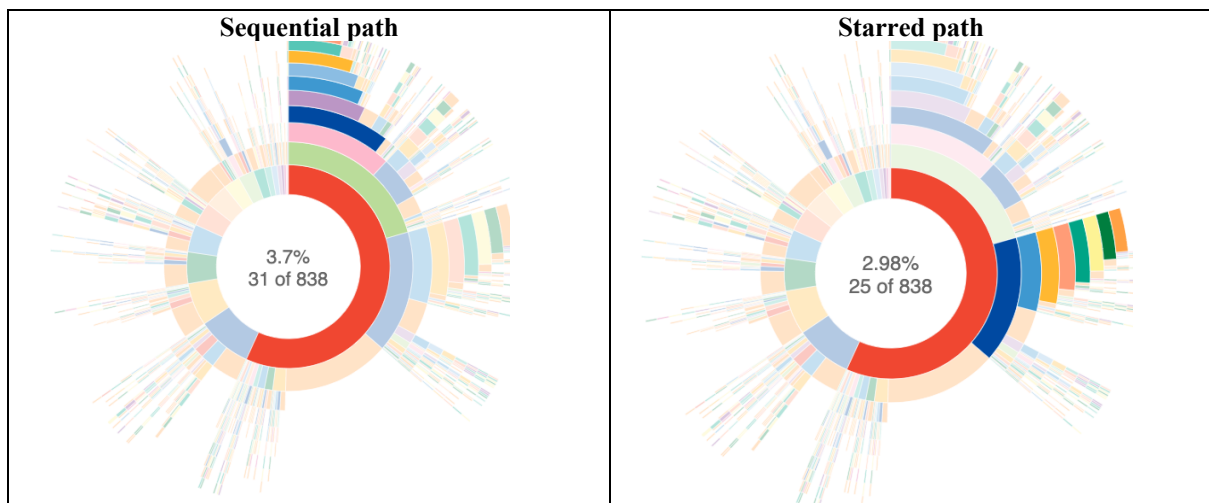 Sequential path
Starred path
3.7%
31 of 838
2.98%
25 of 838